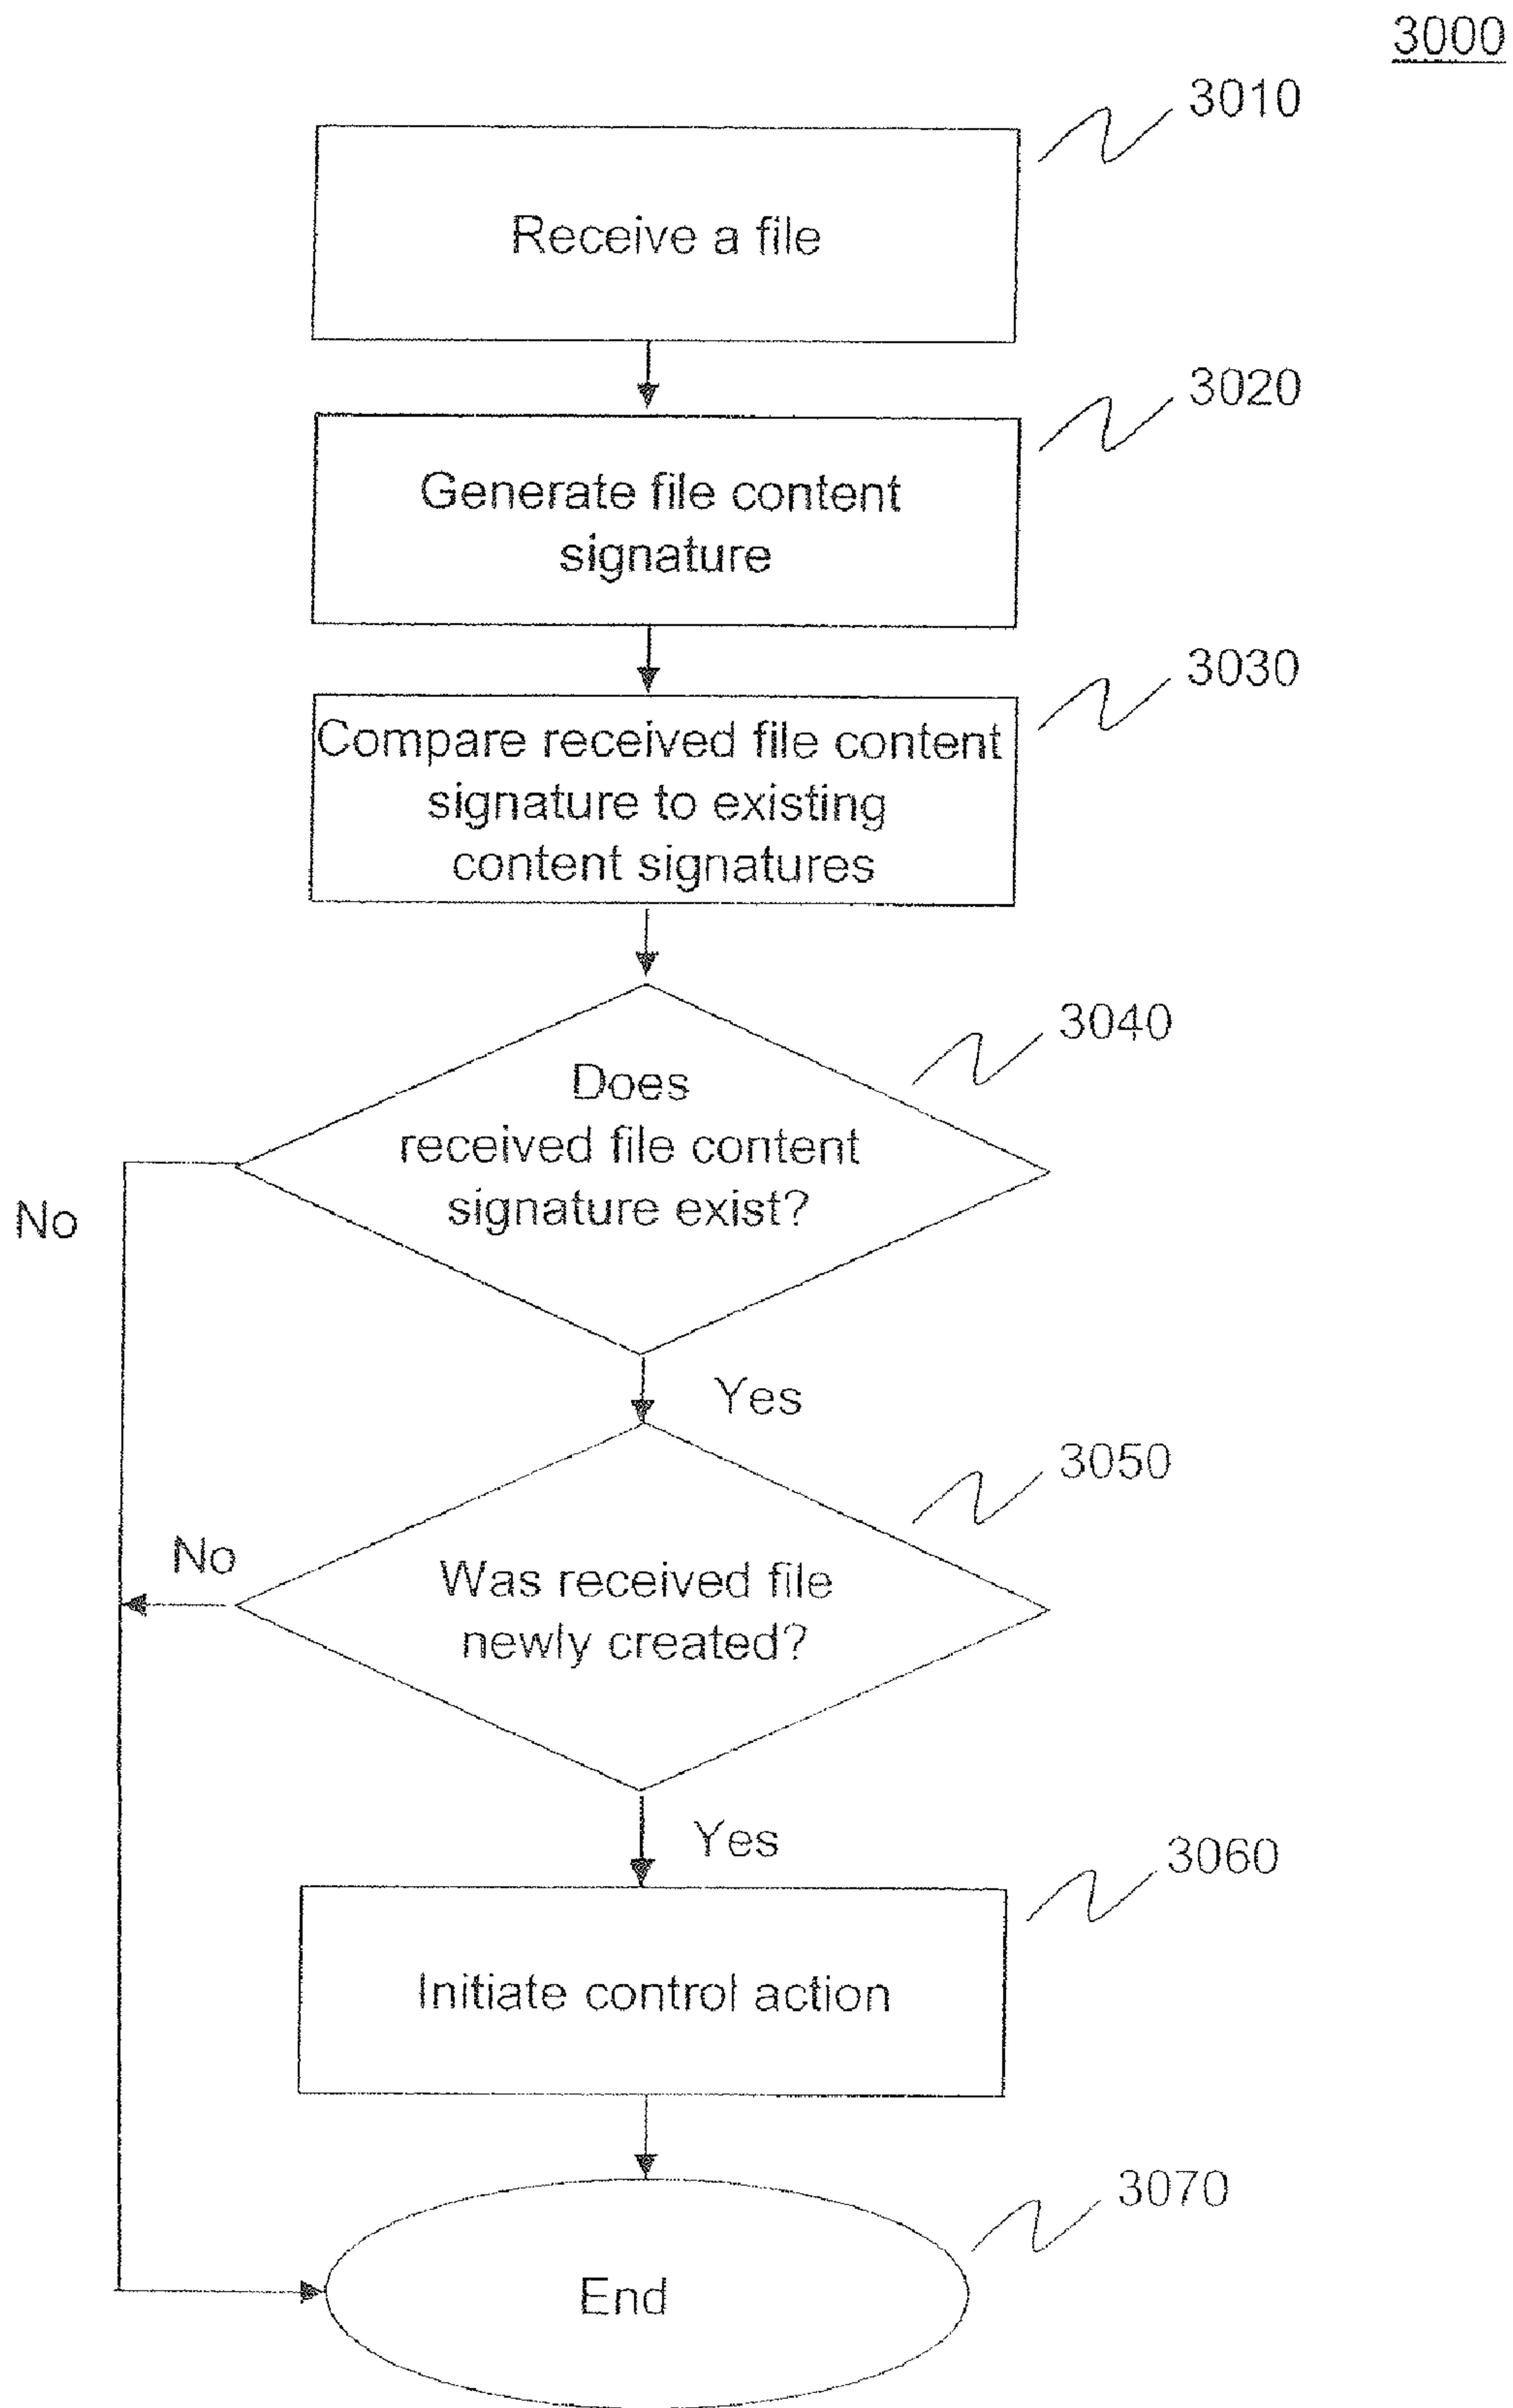 3000
3010
Receive a file
3020
Generate file content
signature
3030
Compare received file content
signature to existing
content signatures
3040
Does
received file content
signature exist?
No
Yes
3050
No
Was received file
newly created?
Yes
3060
Initiate control action
3070
End